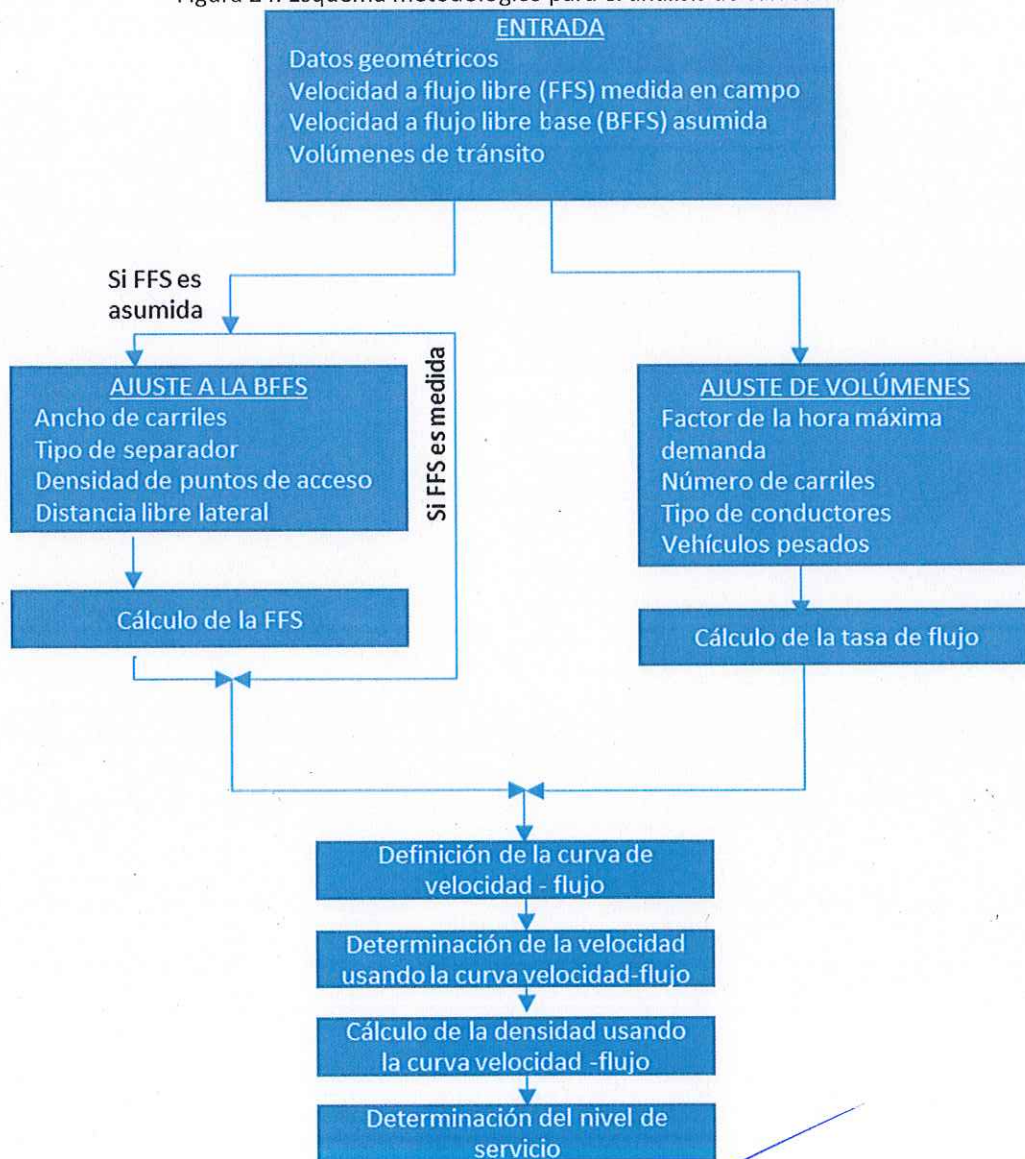 ENTRADA
Datos geométricos
Velocidad a flujo libre (FFS) medida en campo
Velocidad a flujo libre base (BFFS) asumida
Volúmenes de tránsito
Si FFS es
asumida
Si FFS es medida
AJUSTE A LA BFFS
Ancho de carriles
Tipo de separador
Densidad de puntos de acceso
Distancia libre lateral
Cálculo de la FFS
AJUSTE DE VOLÚMENES
Factor de la hora máxima
demanda
Número de carriles
Tipo de conductores
Vehículos pesados
Cálculo de la tasa de flujo
Definición de la curva de
velocidad - flujo
Determinación de la velocidad
usando la curva velocidad-flujo
Cálculo de la densidad usando
la curva velocidad -flujo
Determinación del nivel de
servicio